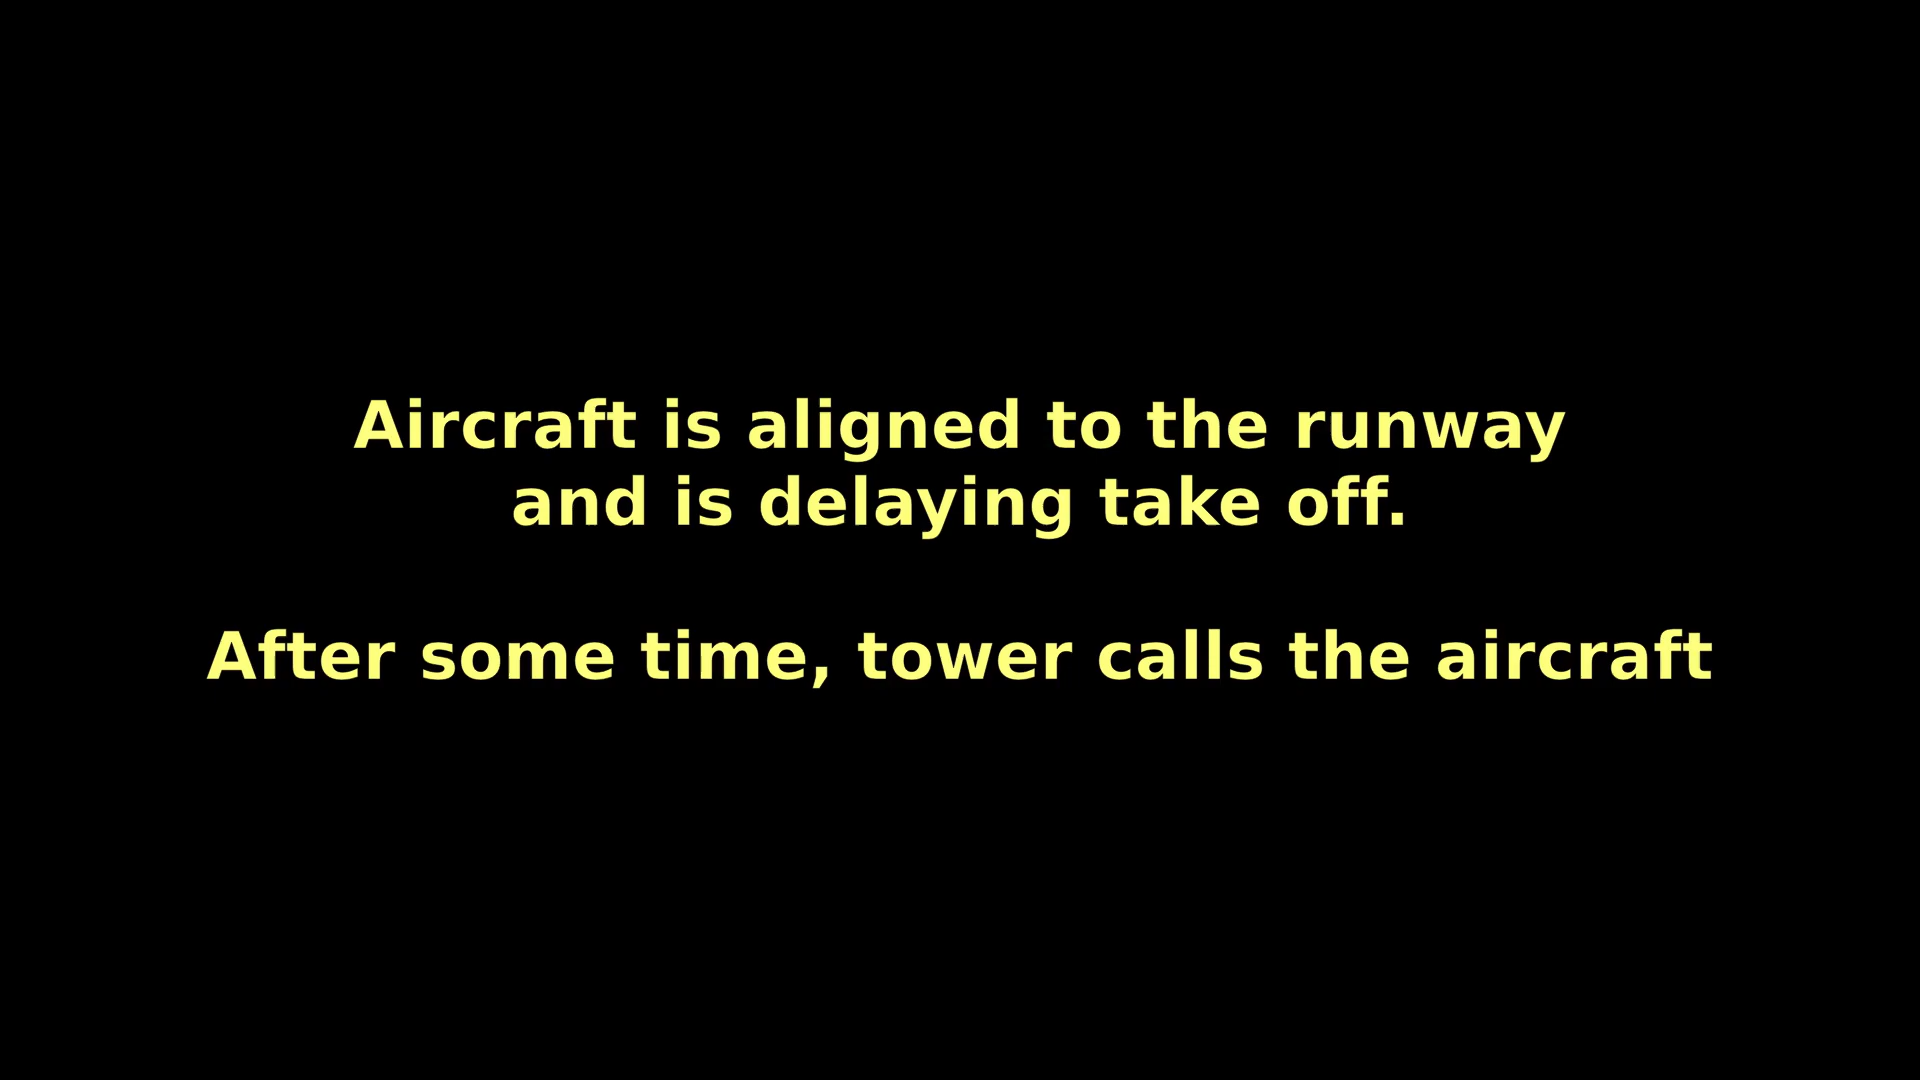 Aircraft is aligned to the runway
and is delaying take off.
After some time, tower calls the aircraft